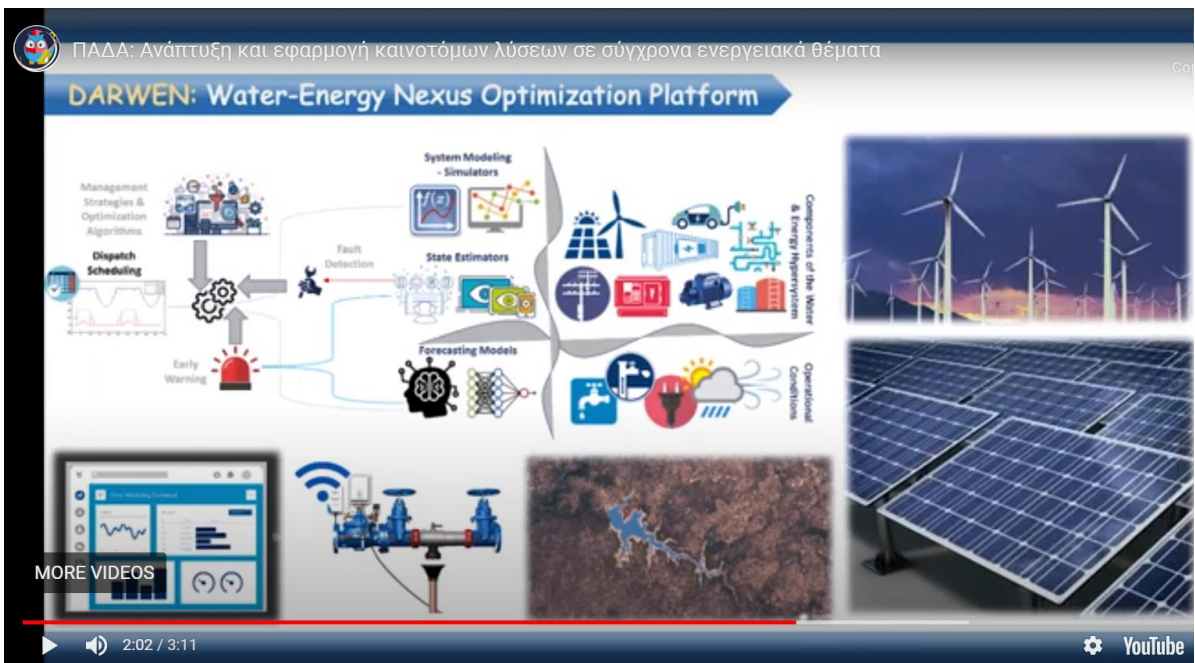 ΠΑΔΑ: Ανάπτυξη και εφαρμογή καινοτόμων λύσεων σε σύγχρονα ενεργειακά θέματα
Cop
DARWEN: Water-Energy Nexus Optimization Platform
Management
Strategies &
Optimization
Algorithms
Dispatch
Scheduling
Early
Warning
Fault
Detection
System Modeling
- Simulators
f(x)
State Estimators
Forecasting Models
Components of the Water
& Energy Hypersystem
Operational
Conditions
MORE VIDEOS
2:02 / 3:11
YouTube